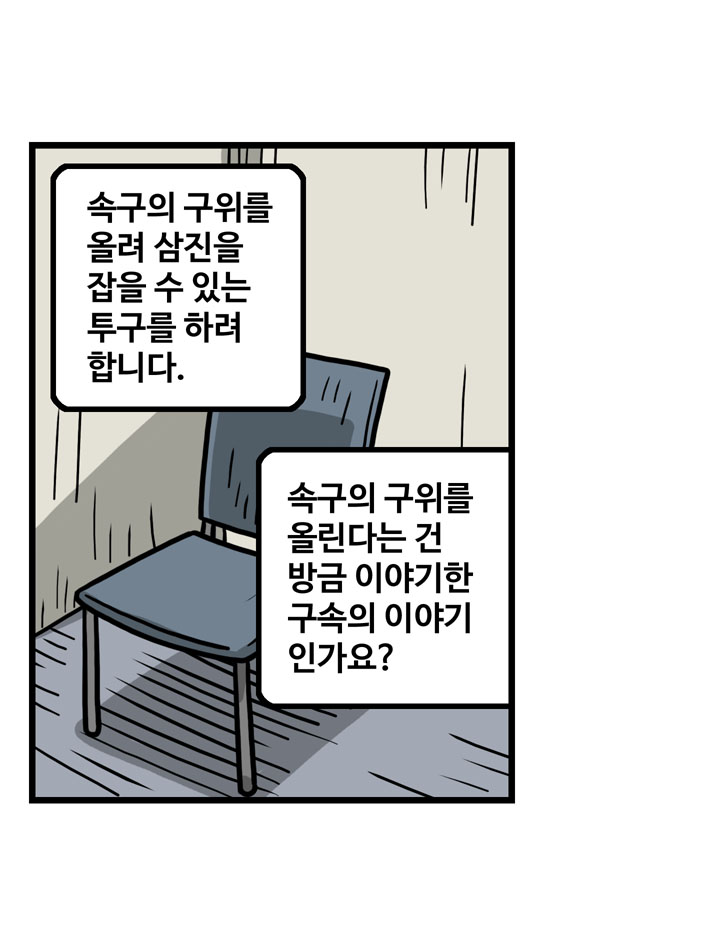 속구의 구위를
올려 삼진을
잡을 수 있는
투구를 하려
합니다.
속구의 구위를
올린다는 건
방금 이야기한
구속의 이야기
인가요?